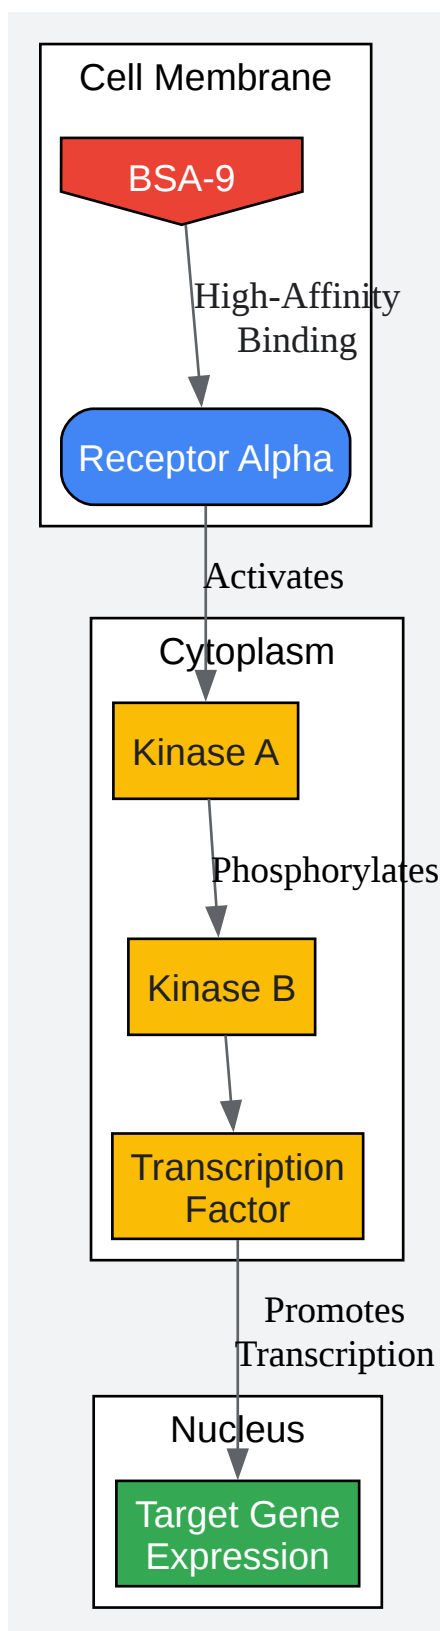 Cell Membrane
BSA-9
High-Affinity
Binding
Receptor Alpha
Activates
Cytoplasm
Kinase A
Phosphorylates
Kinase B
Transcription
Factor
Promotes
Transcription
Nucleus
Target Gene
Expression